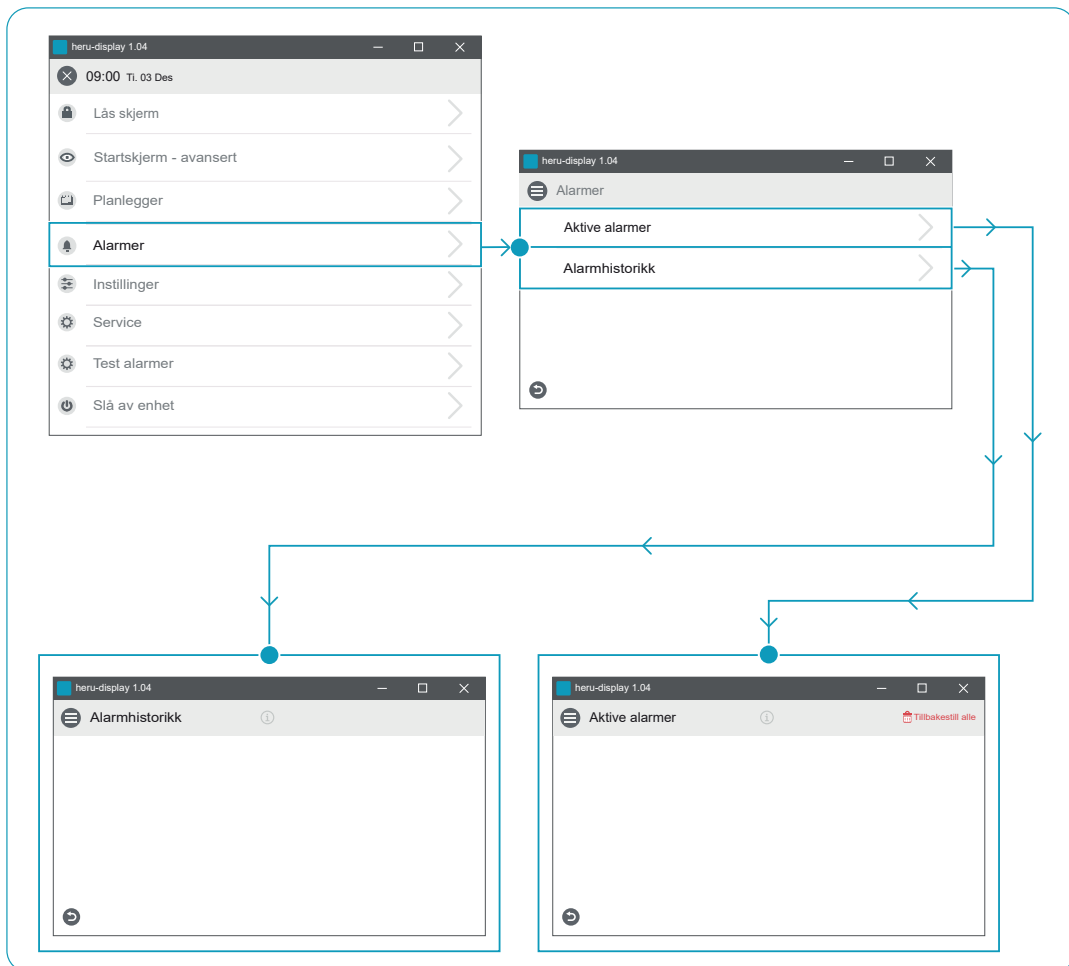 heru-display 1.04
09:00 Ti. 03 Des
Lås skjerm
Startskjerm - avansert
Planlegger
Alarmer
Instillinger
Service
Test alarmer
Slå av enhet
heru-display 1.04
Alarmer
Aktive alarmer
Alarmhistorikk
heru-display 1.04
Alarmhistorikk
heru-display 1.04
Aktive alarmer
Tillbakestill alle